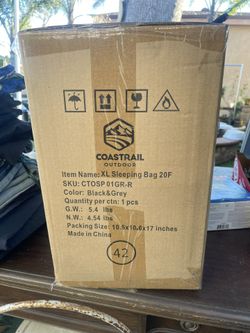 COASTRAIL
OUTDOOR
Item Name: XL Sleeping Bag 20F
SKU: CTOSP01GR-R
Color: Black&Grey
Quantity per ctn: 1 pcs
G.W.: 5.4 lbs
N.W.: 4.54 lbs
Packing Size: 10.5x10.6x17 inches
Made in China
42